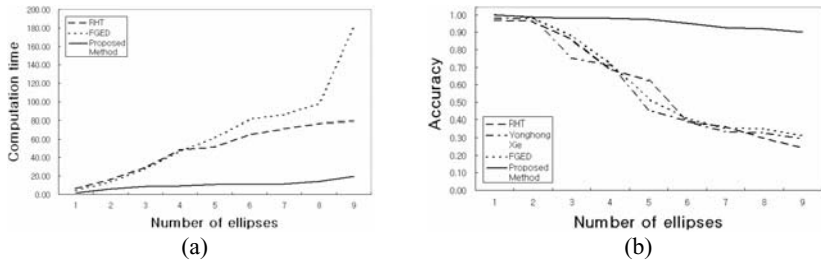 200.00
180.00
160.00
140.00
120.00
100.00
80.00
60.00
40.00
20.00
0.00
Computation time
RHT
FGED
Proposed
Method
1 2 3 4 5 6 7 8 9
Number of ellipses
(a)
1.00
0.90
0.80
0.70
0.60
0.50
0.40
0.30
0.20
0.10
0.00
Accuracy
RHT
Yonghong
Xie
FGED
Proposed
Method
1 2 3 4 5 6 7 8 9
Number of ellipses
(b)